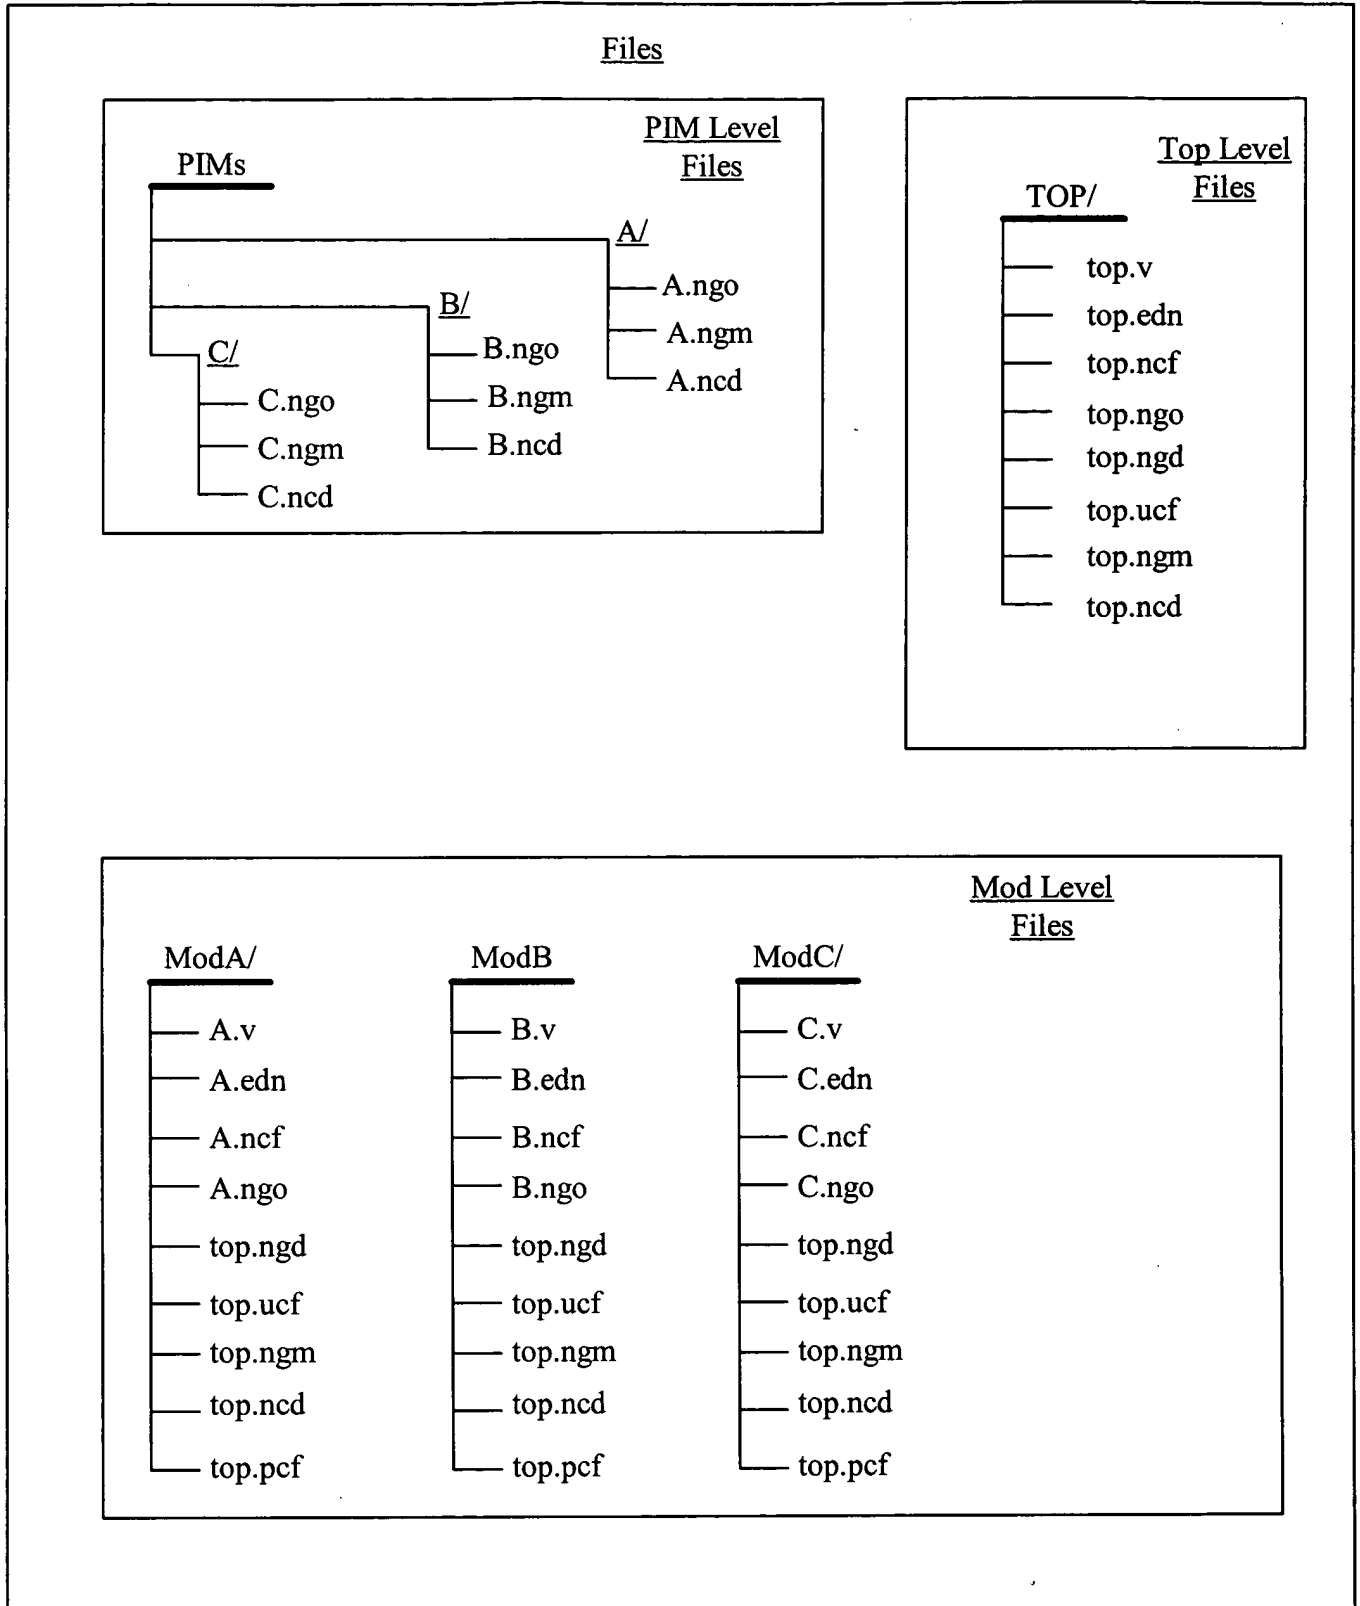 Files
PIM Level
Files
PIMs
A/
A.ngo
A.ngm
A.ncd
B/
B.ngo
B.ngm
B.ncd
C/
C.ngo
C.ngm
C.ncd
Top Level
Files
TOP/
top.v
top.edn
top.ncf
top.ngo
top.ngd
top.ucf
top.ngm
top.ncd
Mod Level
Files
ModA/
A.v
A.edn
A.ncf
A.ngo
top.ngd
top.ucf
top.ngm
top.ncd
top.pcf
ModB
B.v
B.edn
B.ncf
B.ngo
top.ngd
top.ucf
top.ngm
top.ncd
top.pcf
ModC/
C.v
C.edn
C.ncf
C.ngo
top.ngd
top.ucf
top.ngm
top.ncd
top.pcf